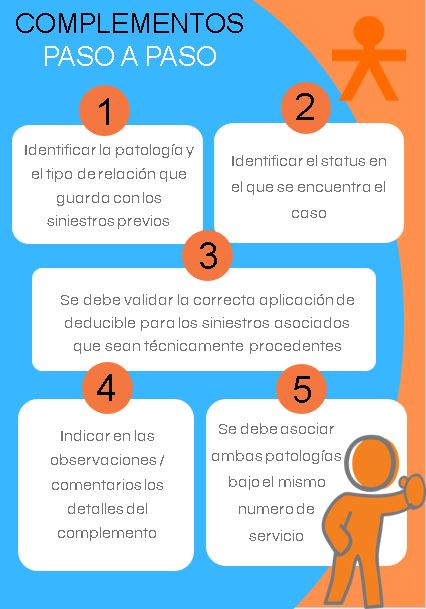 COMPLEMENTOS
PASO A PASO
1
Identificar la patología y
el tipo de relación que
guarda con los
siniestros previos
2
Identificar el status en
el que se encuentra el
caso
3
Se debe validar la correcta aplicación de
deducible para los siniestros asociados
que sean técnicamente procedentes
4
Indicar en las
observaciones /
comentarios los
detalles del
complemento
5
Se debe asociar
ambas patologías
bajo el mismo
numero de
servicio